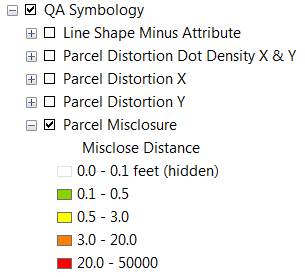 QA Symbology
Line Shape Minus Attribute
Parcel Distortion Dot Density X & Y
Parcel Distortion X
Parcel Distortion Y
Parcel Misclosure
Misclose Distance
0.0 - 0.1 feet (hidden)
0.1 - 0.5
0.5 - 3.0
3.0 - 20.0
20.0 - 50000